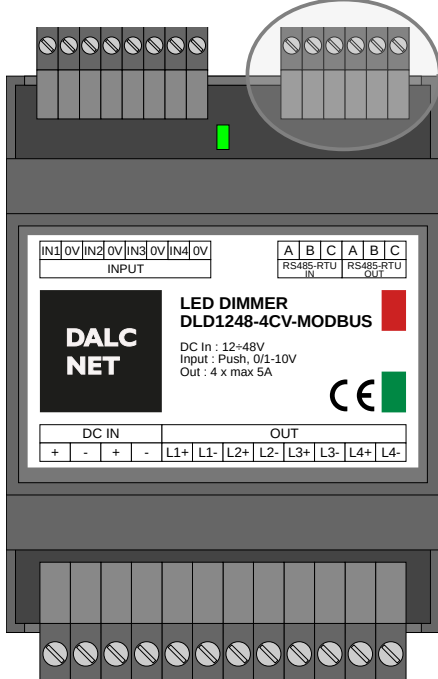 IN1 0V IN2 0V IN3 0V IN4 0V
INPUT
A B C A B C
RS485-RTU IN RS485-RTU OUT
DALC
NET
LED DIMMER
DLD1248-4CV-MODBUS
DC In : 12÷48V
Input : Push, 0/1-10V
Out : 4 x max 5A
CE
DC IN OUT
+ - + - L1+ L1- L2+ L2- L3+ L3- L4+ L4-